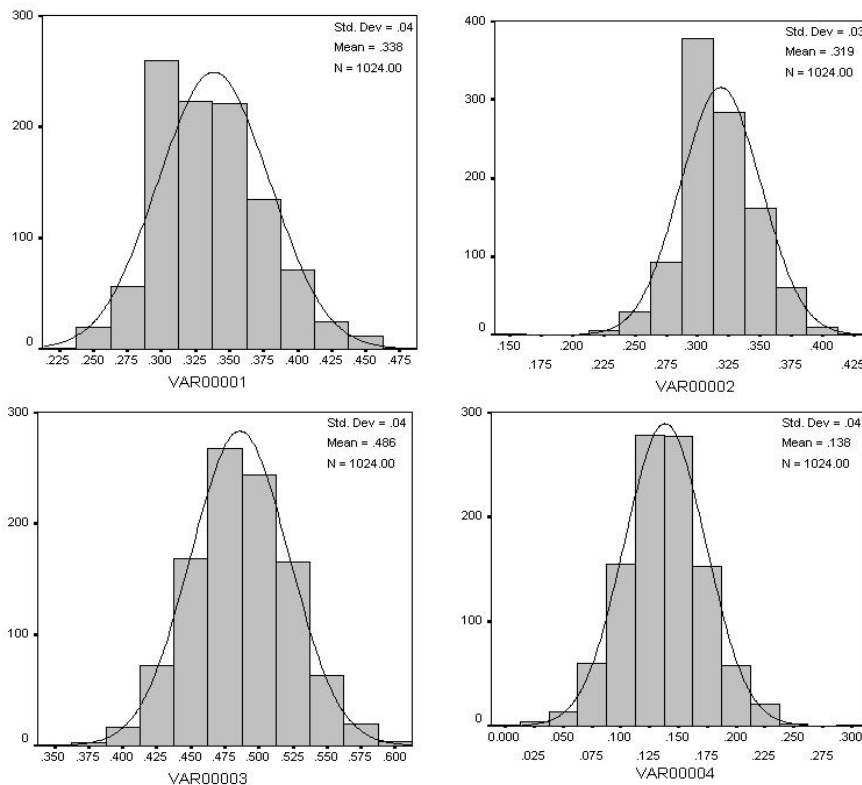 300
200
100
0
Std. Dev = .04
Mean = .338
N = 1024.00
.225 .250 .275 .300 .325 .350 .375 .400 .425 .450 .475
VAR00001
400
300
200
100
0
Std. Dev = .03
Mean = .319
N = 1024.00
.150 .200 .250 .300 .350 .400
.175 .225 .275 .325 .375 .425
VAR00002
300
200
100
0
Std. Dev = .04
Mean = .486
N = 1024.00
.350 .375 .400 .425 .450 .475 .500 .525 .550 .575 .600
VAR00003
300
200
100
0
Std. Dev = .04
Mean = .138
N = 1024.00
0.000 .050 .100 .150 .200 .250 .300
.025 .075 .125 .175 .225 .275
VAR00004